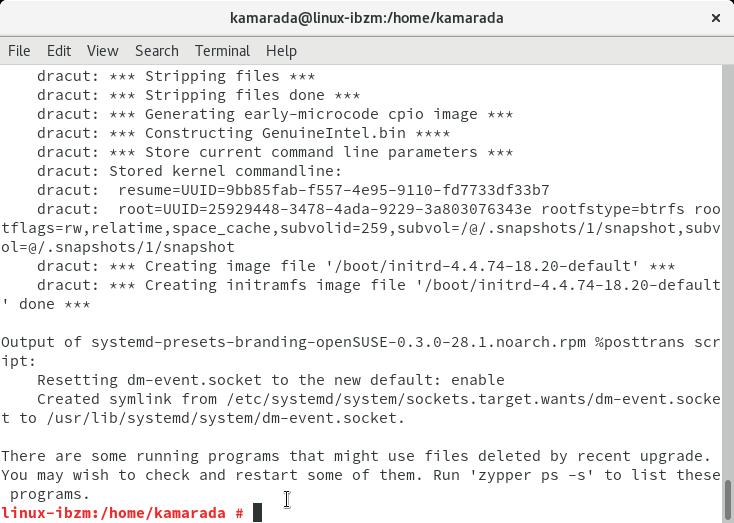 kamarada@linux-ibzm:/home/kamarada ×
File Edit View Search Terminal Help
    dracut: *** Stripping files ***
    dracut: *** Stripping files done ***
    dracut: *** Generating early-microcode cpio image ***
    dracut: *** Constructing GenuineIntel.bin ****
    dracut: *** Store current command line parameters ***
    dracut: Stored kernel commandline:
    dracut:  resume=UUID=9bb85fab-f557-4e95-9110-fd7733df33b7
    dracut:  root=UUID=25929448-3478-4ada-9229-3a803076343e rootfstype=btrfs roo
tflags=rw,relatime,space_cache,subvolid=259,subvol=/@/.snapshots/1/snapshot,subv
ol=@/.snapshots/1/snapshot
    dracut: *** Creating image file '/boot/initrd-4.4.74-18.20-default' ***
    dracut: *** Creating initramfs image file '/boot/initrd-4.4.74-18.20-default
' done ***

Output of systemd-presets-branding-openSUSE-0.3.0-28.1.noarch.rpm %posttrans scr
ipt:
    Resetting dm-event.socket to the new default: enable
    Created symlink from /etc/systemd/system/sockets.target.wants/dm-event.socke
t to /usr/lib/systemd/system/dm-event.socket.

There are some running programs that might use files deleted by recent upgrade.
You may wish to check and restart some of them. Run 'zypper ps -s' to list these
 programs.
linux-ibzm:/home/kamarada #